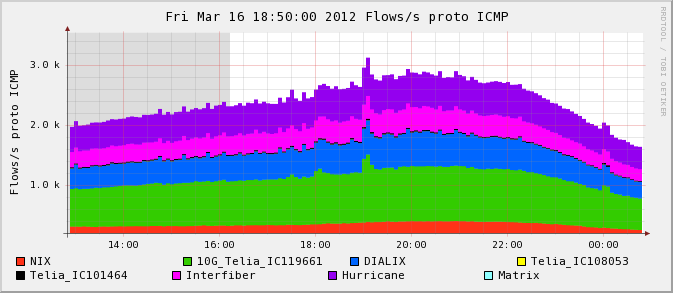 Fri Mar 16 18:50:00 2012 Flows/s proto ICMP
RRDTOOL / TOBI OETIKER
Flows/s proto ICMP
3.0 k
2.0 k
1.0 k
14:00 16:00 18:00 20:00 22:00 00:00
NIX 10G_Telia_IC119661 DIALIX Telia_IC108053
Telia_IC101464 Interfiber Hurricane Matrix